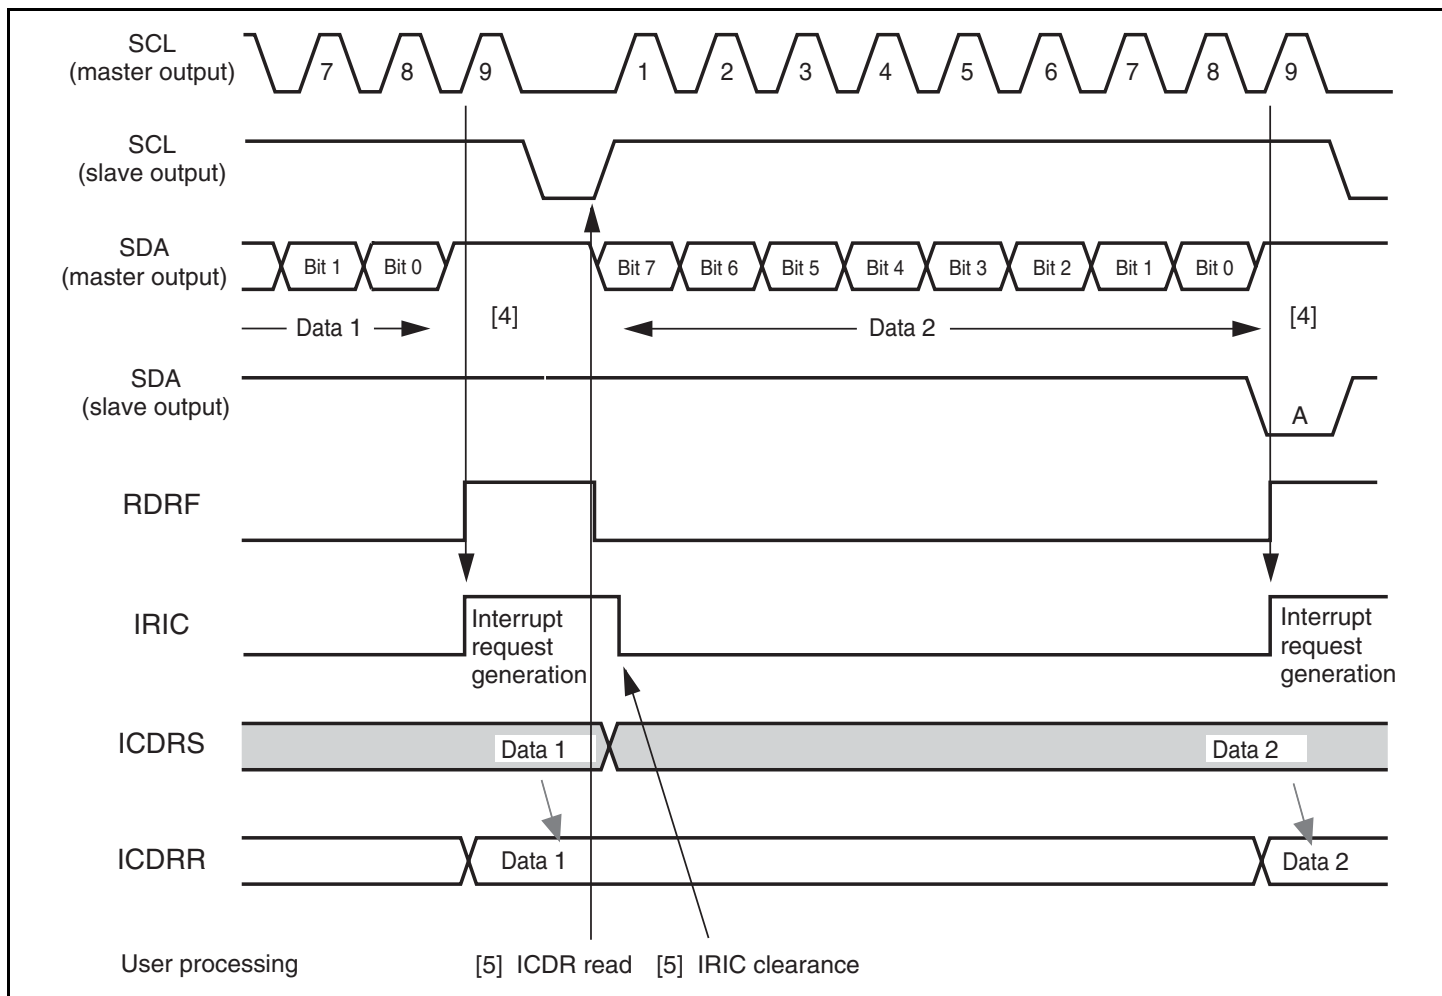 SCL
(master output)
7
8
9
1
2
3
4
5
6
7
8
9
SCL
(slave output)
SDA
(master output)
Bit 1
Bit 0
Bit 7
Bit 6
Bit 5
Bit 4
Bit 3
Bit 2
Bit 1
Bit 0
Data 1
[4]
Data 2
[4]
SDA
(slave output)
A
RDRF
IRIC
Interrupt
request
generation
Interrupt
request
generation
ICDRS
Data 1
Data 2
ICDRR
Data 1
Data 2
User processing
[5] ICDR read
[5] IRIC clearance